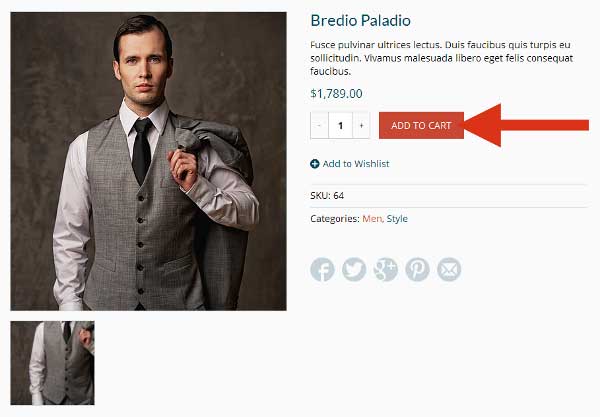 Bredio Paladio
Fusce pulvinar ultrices lectus. Duis faucibus quis turpis eu
sollicitudin. Vivamus malesuada libero eget felis consequat
faucibus.
$1,789.00
- 1 + ADD TO CART
Add to Wishlist
SKU: 64
Categories: Men, Style